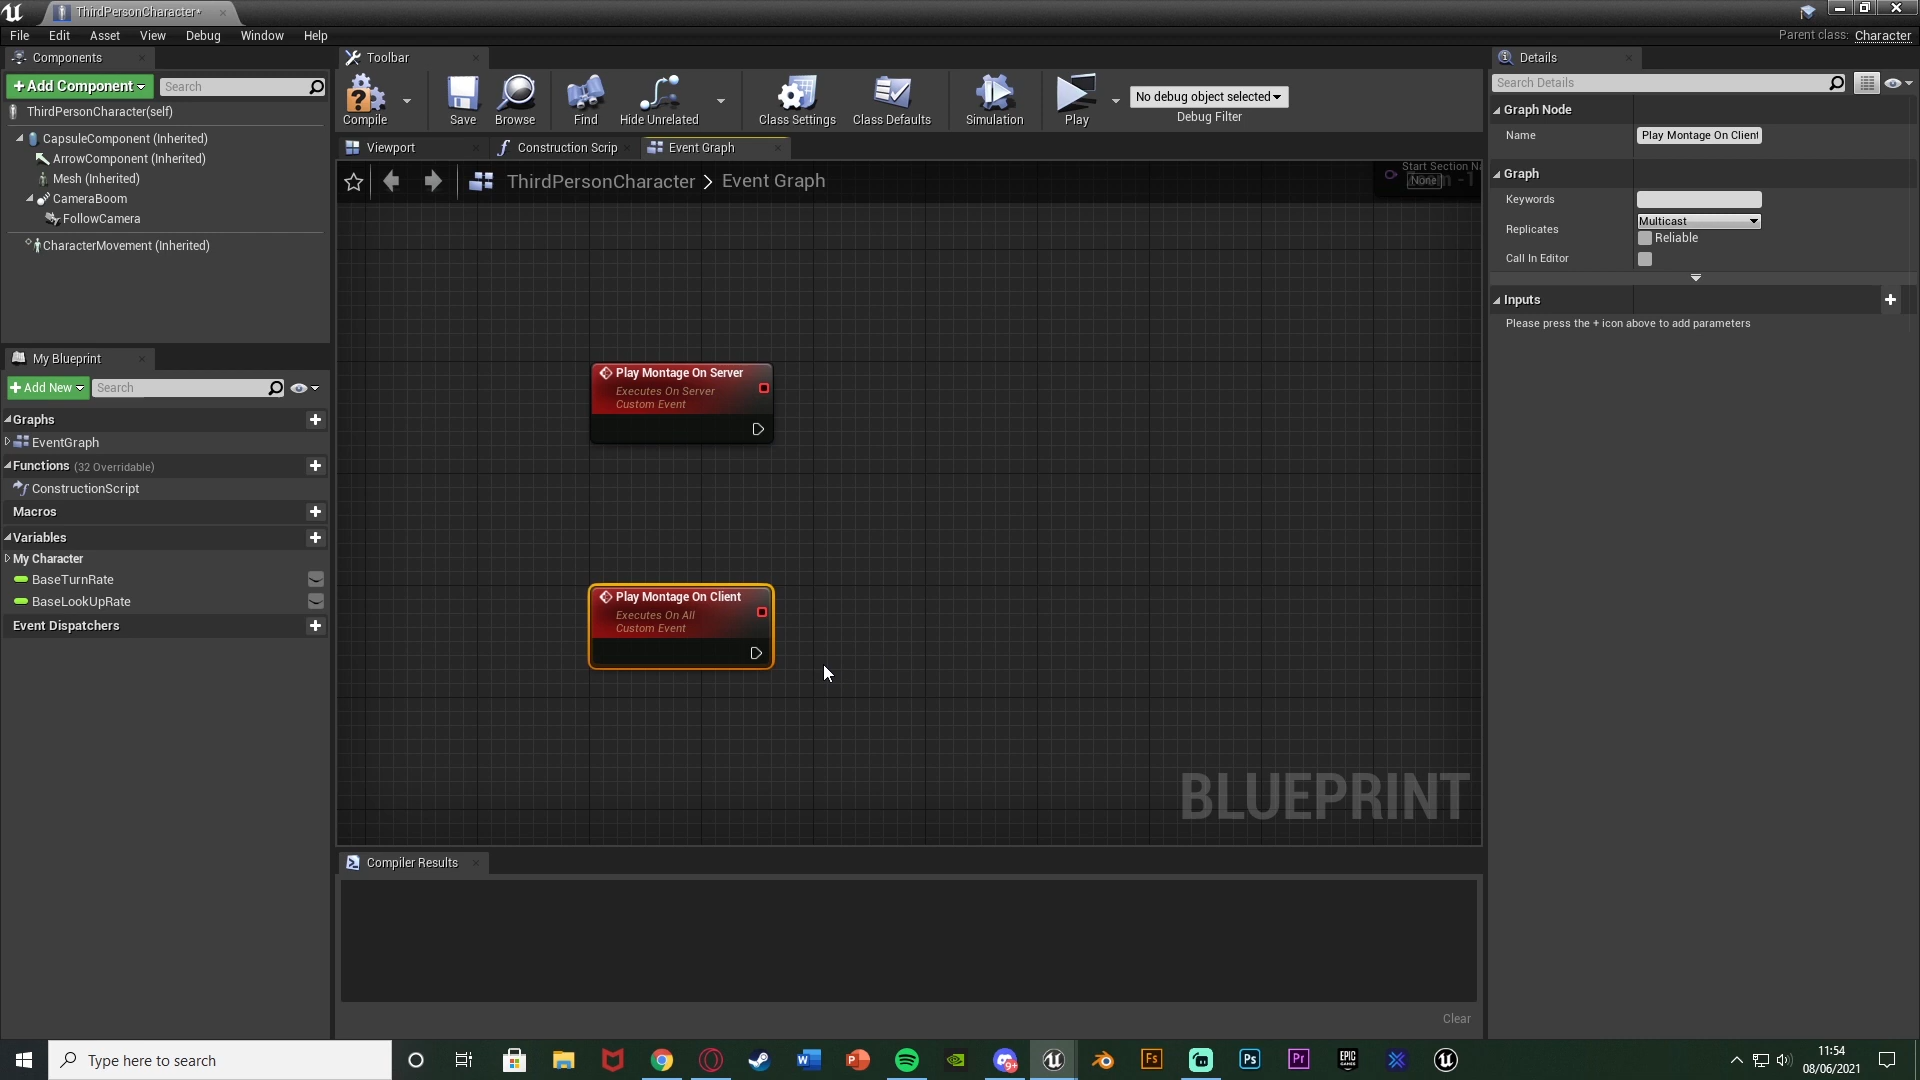 ThirdPersonCharacter*
File Edit Asset View Debug Window Help
Parent class: Character
Components
Toolbar
Details
+Add Component
Search
ThirdPersonCharacter(self)
CapsuleComponent (Inherited)
ArrowComponent (Inherited)
Mesh (Inherited)
CameraBoom
FollowCamera
CharacterMovement (Inherited)
Compile
Save
Browse
Find
Hide Unrelated
Class Settings
Class Defaults
Simulation
Play
No debug object selected
Debug Filter
Viewport
Construction Scrip
Event Graph
ThirdPersonCharacter > Event Graph
Start Section N
None
Play Montage On Server
Executes On Server
Custom Event
Play Montage On Client
Executes On All
Custom Event
BLUEPRINT
My Blueprint
+Add New
Search
Graphs
EventGraph
Functions (32 Overridable)
ConstructionScript
Macros
Variables
My Character
BaseTurnRate
BaseLookUpRate
Event Dispatchers
Compiler Results
Clear
Search Details
Graph Node
Name
Play Montage On Client
Graph
Keywords
Replicates
Multicast
Reliable
Call In Editor
Inputs
Please press the + icon above to add parameters
Type here to search
11:54
08/06/2021